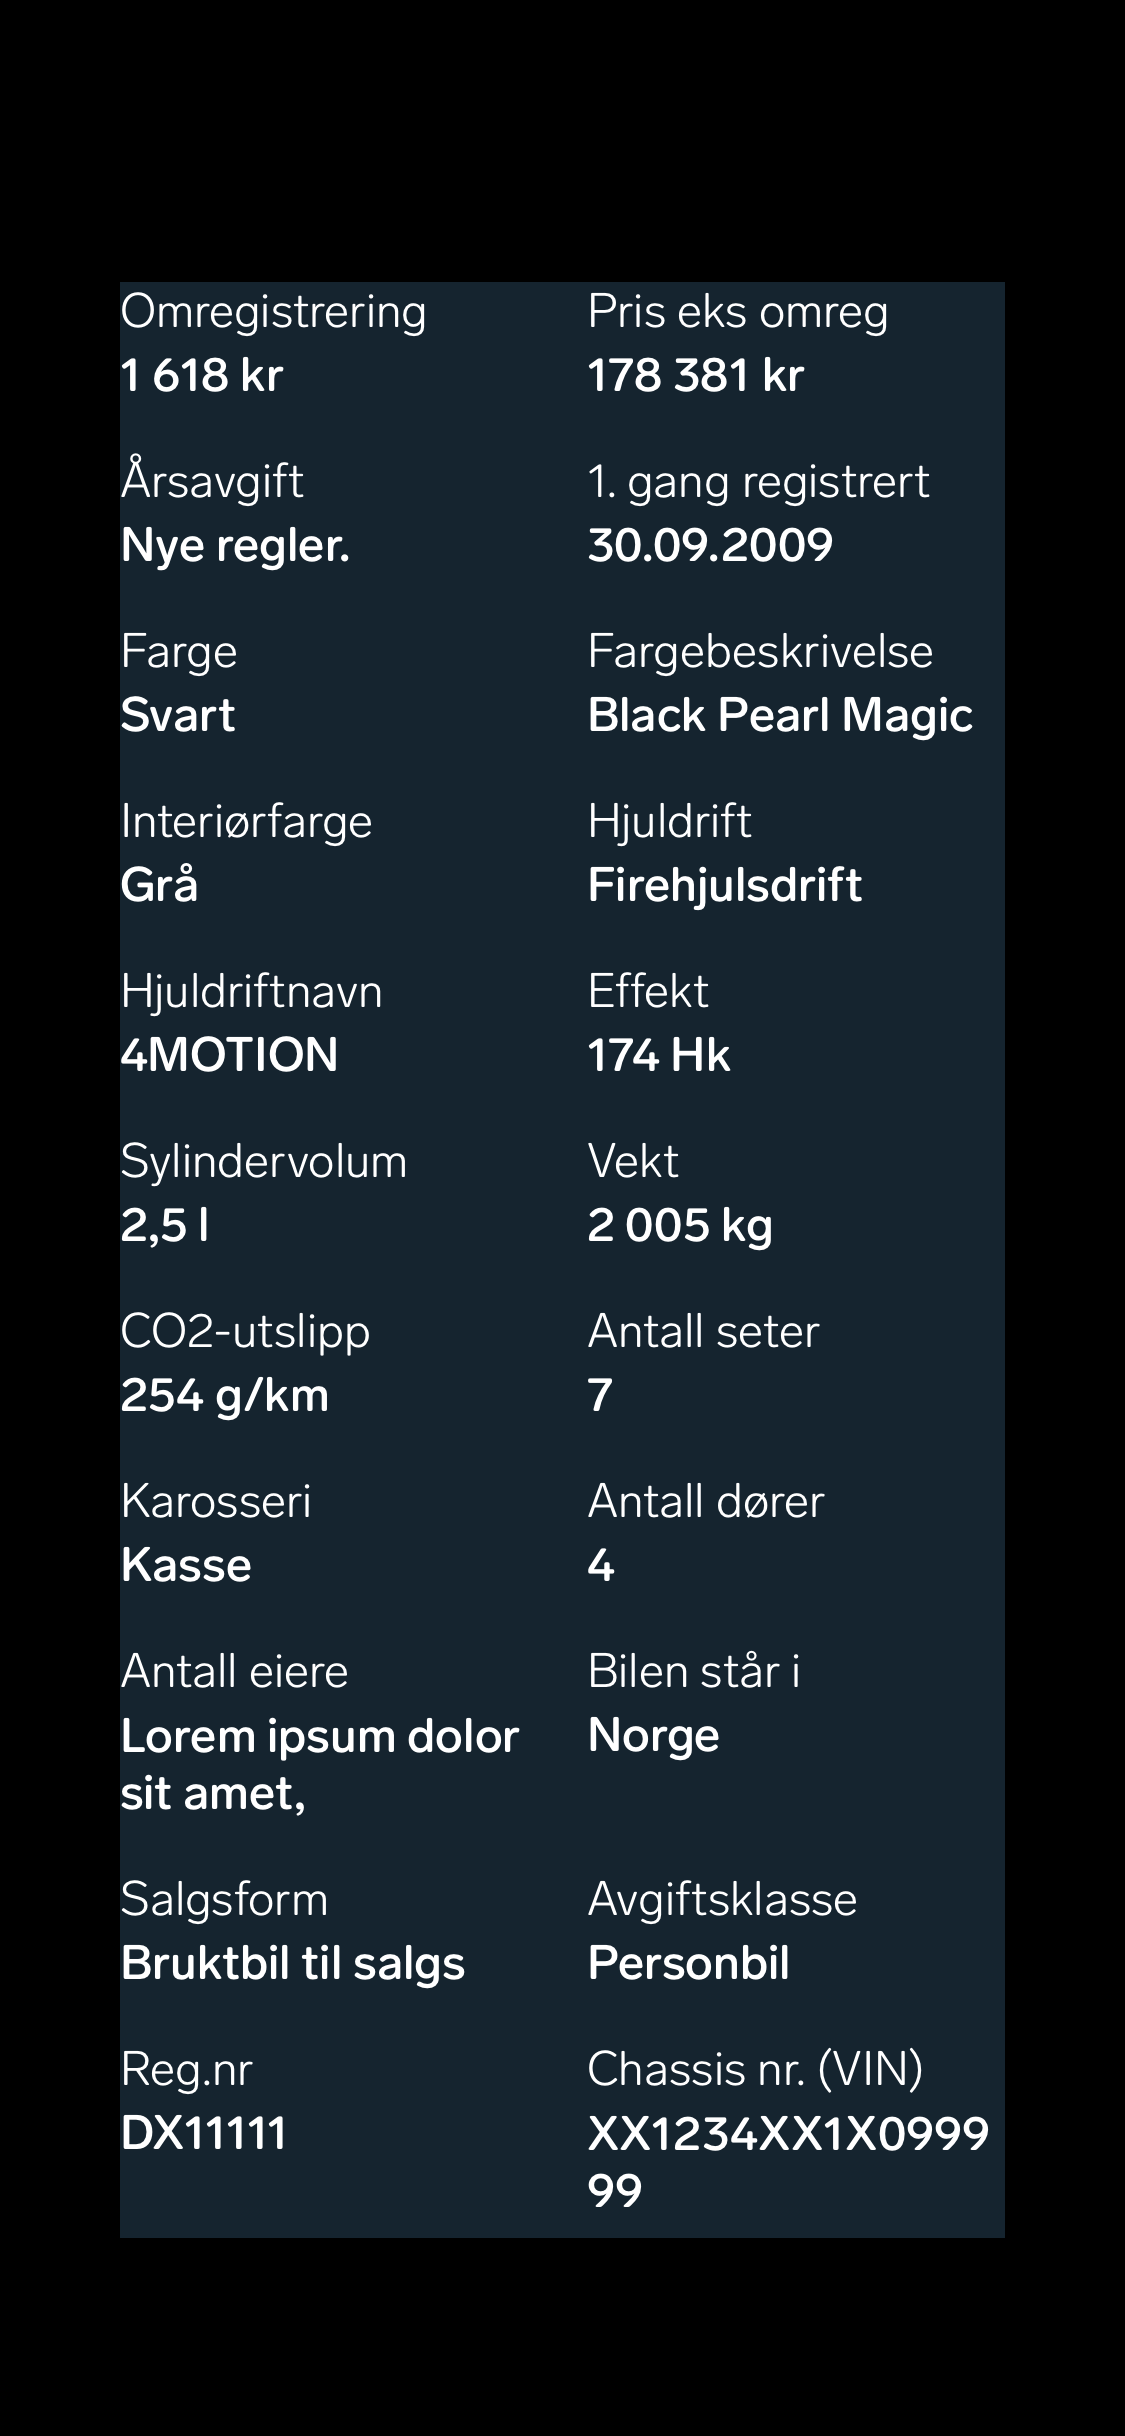 Omregistrering
1 618 kr
Pris eks omreg
178 381 kr
Årsavgift
Nye regler.
1. gang registrert
30.09.2009
Farge
Svart
Fargebeskrivelse
Black Pearl Magic
Interiørfarge
Grå
Hjuldrift
Firehjulsdrift
Hjuldriftnavn
4MOTION
Effekt
174 Hk
Sylindervolum
2,5 l
Vekt
2 005 kg
CO2-utslipp
254 g/km
Antall seter
7
Karosseri
Kasse
Antall dører
4
Antall eiere
Lorem ipsum dolor
sit amet,
Bilen står i
Norge
Salgsform
Bruktbil til salgs
Avgiftsklasse
Personbil
Reg.nr
DX11111
Chassis nr. (VIN)
XX1234XX1X0999
99